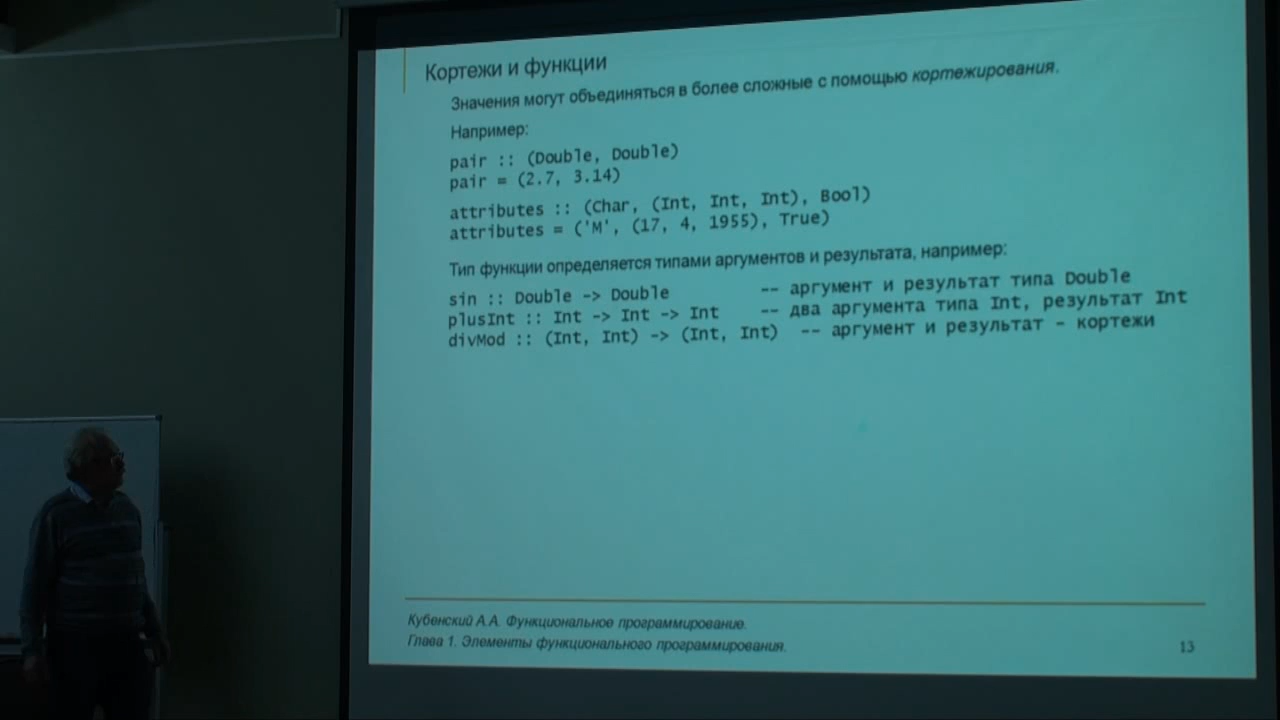 Кортежи и функции
Значения могут объединяться в более сложные с помощью кортежирования.
Например:
pair :: (Double, Double)
pair = (2.7, 3.14)
attributes :: (Char, (Int, Int, Int), Bool)
attributes = ('M', (17, 4, 1955), True)
Тип функции определяется типами аргументов и результата, например:
sin :: Double -> Double -- аргумент и результат типа Double
plusInt :: Int -> Int -> Int -- два аргумента типа Int, результат Int
divMod :: (Int, Int) -> (Int, Int) -- аргумент и результат – кортежи
Кубенский А.А. Функциональное программирование.
Глава 1. Элементы функционального программирования.
13